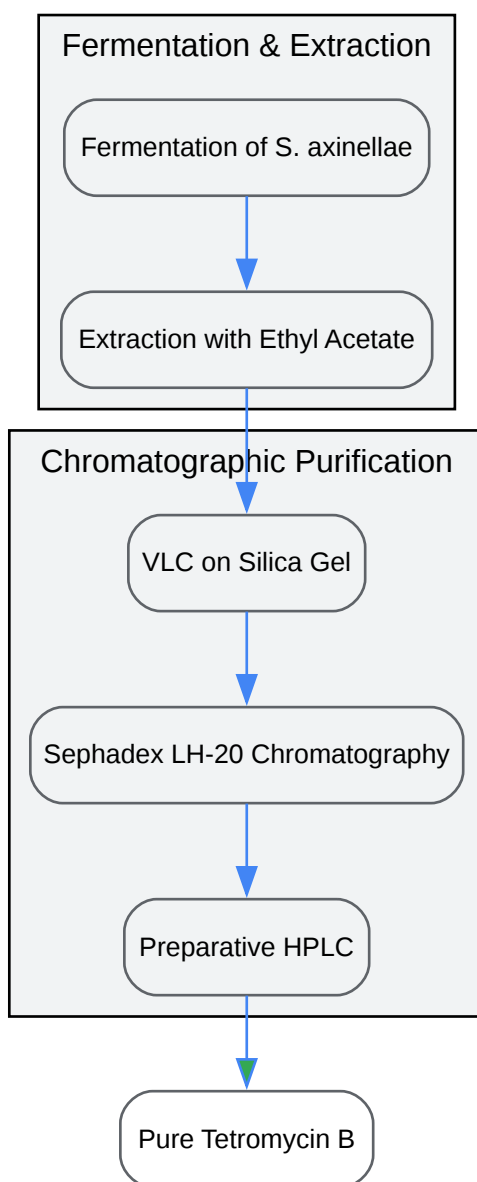 Fermentation & Extraction
Fermentation of S. axinellae
Extraction with Ethyl Acetate
Chromatographic Purification
VLC on Silica Gel
Sephadex LH-20 Chromatography
Preparative HPLC
Pure Tetromycin B